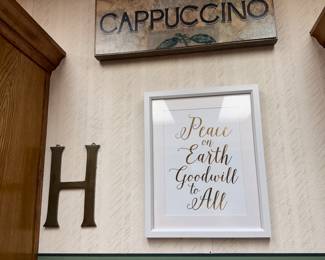 CAPPUCCINO
H
Peace
on
Earth
Goodwill
to
All